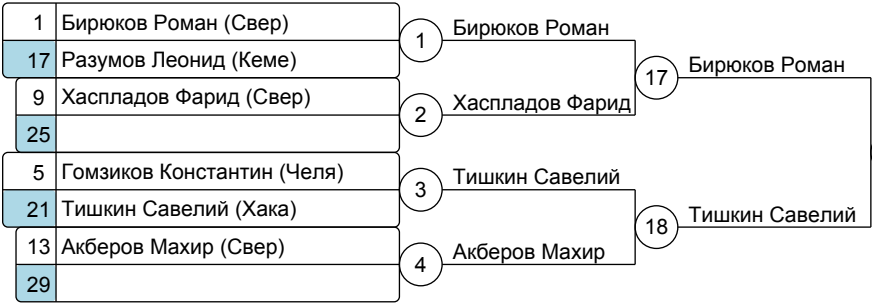 1 Бирюков Роман (Свер)
17 Разумов Леонид (Кеме)
9 Хаспладов Фарид (Свер)
25
5 Гомзиков Константин (Челя)
21 Тишкин Савелий (Хака)
13 Акберов Махир (Свер)
29
1 Бирюков Роман
2 Хаспладов Фарид
3 Тишкин Савелий
4 Акберов Махир
17 Бирюков Роман
18 Тишкин Савелий